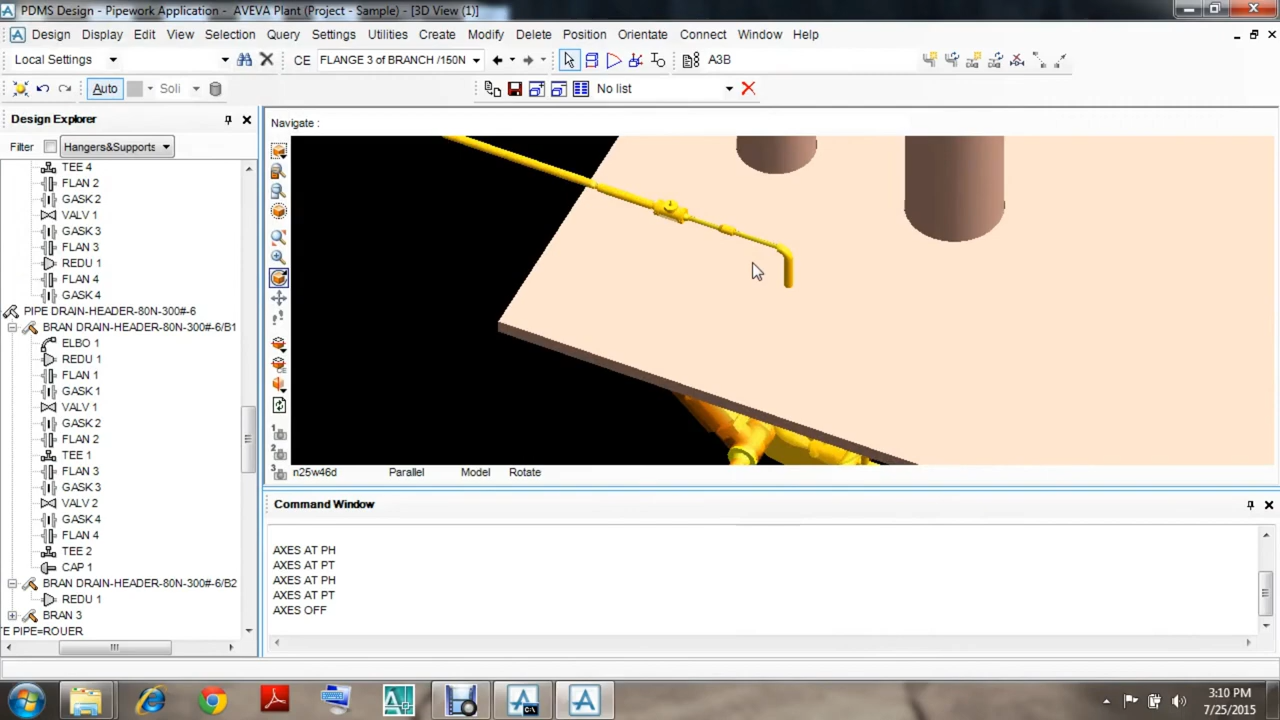 PDMS Design - Pipework Application - AVEVA Plant (Project - Sample) - [3D View (1)]
Design Display Edit View Selection Query Settings Utilities Create Modify Delete Position Orientate Connect Window Help
Local Settings CE FLANGE 3 of BRANCH /150N A3B
Auto Soli No list
Design Explorer
Filter Hangers&Supports
Navigate :
TEE 4
FLAN 2
GASK 2
VALV 1
GASK 3
FLAN 3
REDU 1
FLAN 4
GASK 4
PIPE DRAIN-HEADER-80N-300#-6
BRAN DRAIN-HEADER-80N-300#-6/B1
ELBO 1
REDU 1
FLAN 1
GASK 1
VALV 1
GASK 2
FLAN 2
TEE 1
FLAN 3
GASK 3
VALV 2
GASK 4
FLAN 4
TEE 2
CAP 1
BRAN DRAIN-HEADER-80N-300#-6/B2
REDU 1
BRAN 3
TE PIPE=ROUER
1
2
3
n25w46d Parallel Model Rotate
Command Window
AXES AT PH
AXES AT PT
AXES AT PH
AXES AT PT
AXES OFF
3:10 PM
7/25/2015